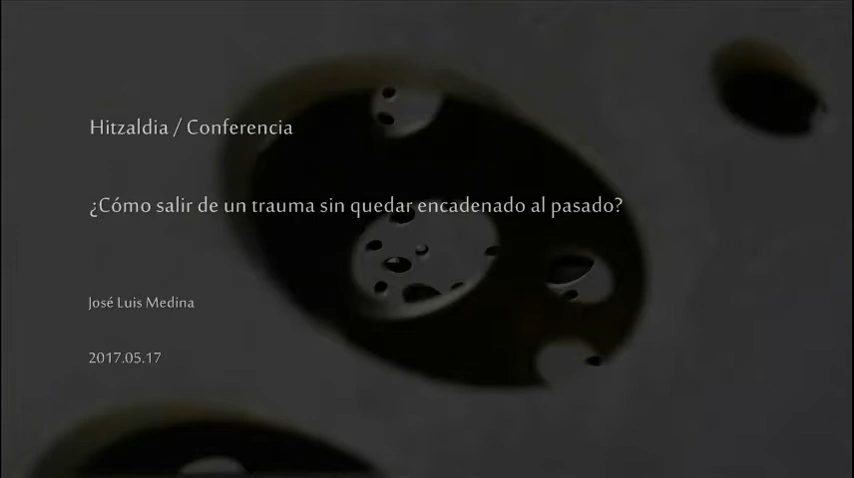 Hitzaldia / Conferencia
¿Cómo salir de un trauma sin quedar encadenado al pasado?
José Luis Medina
2017.05.17